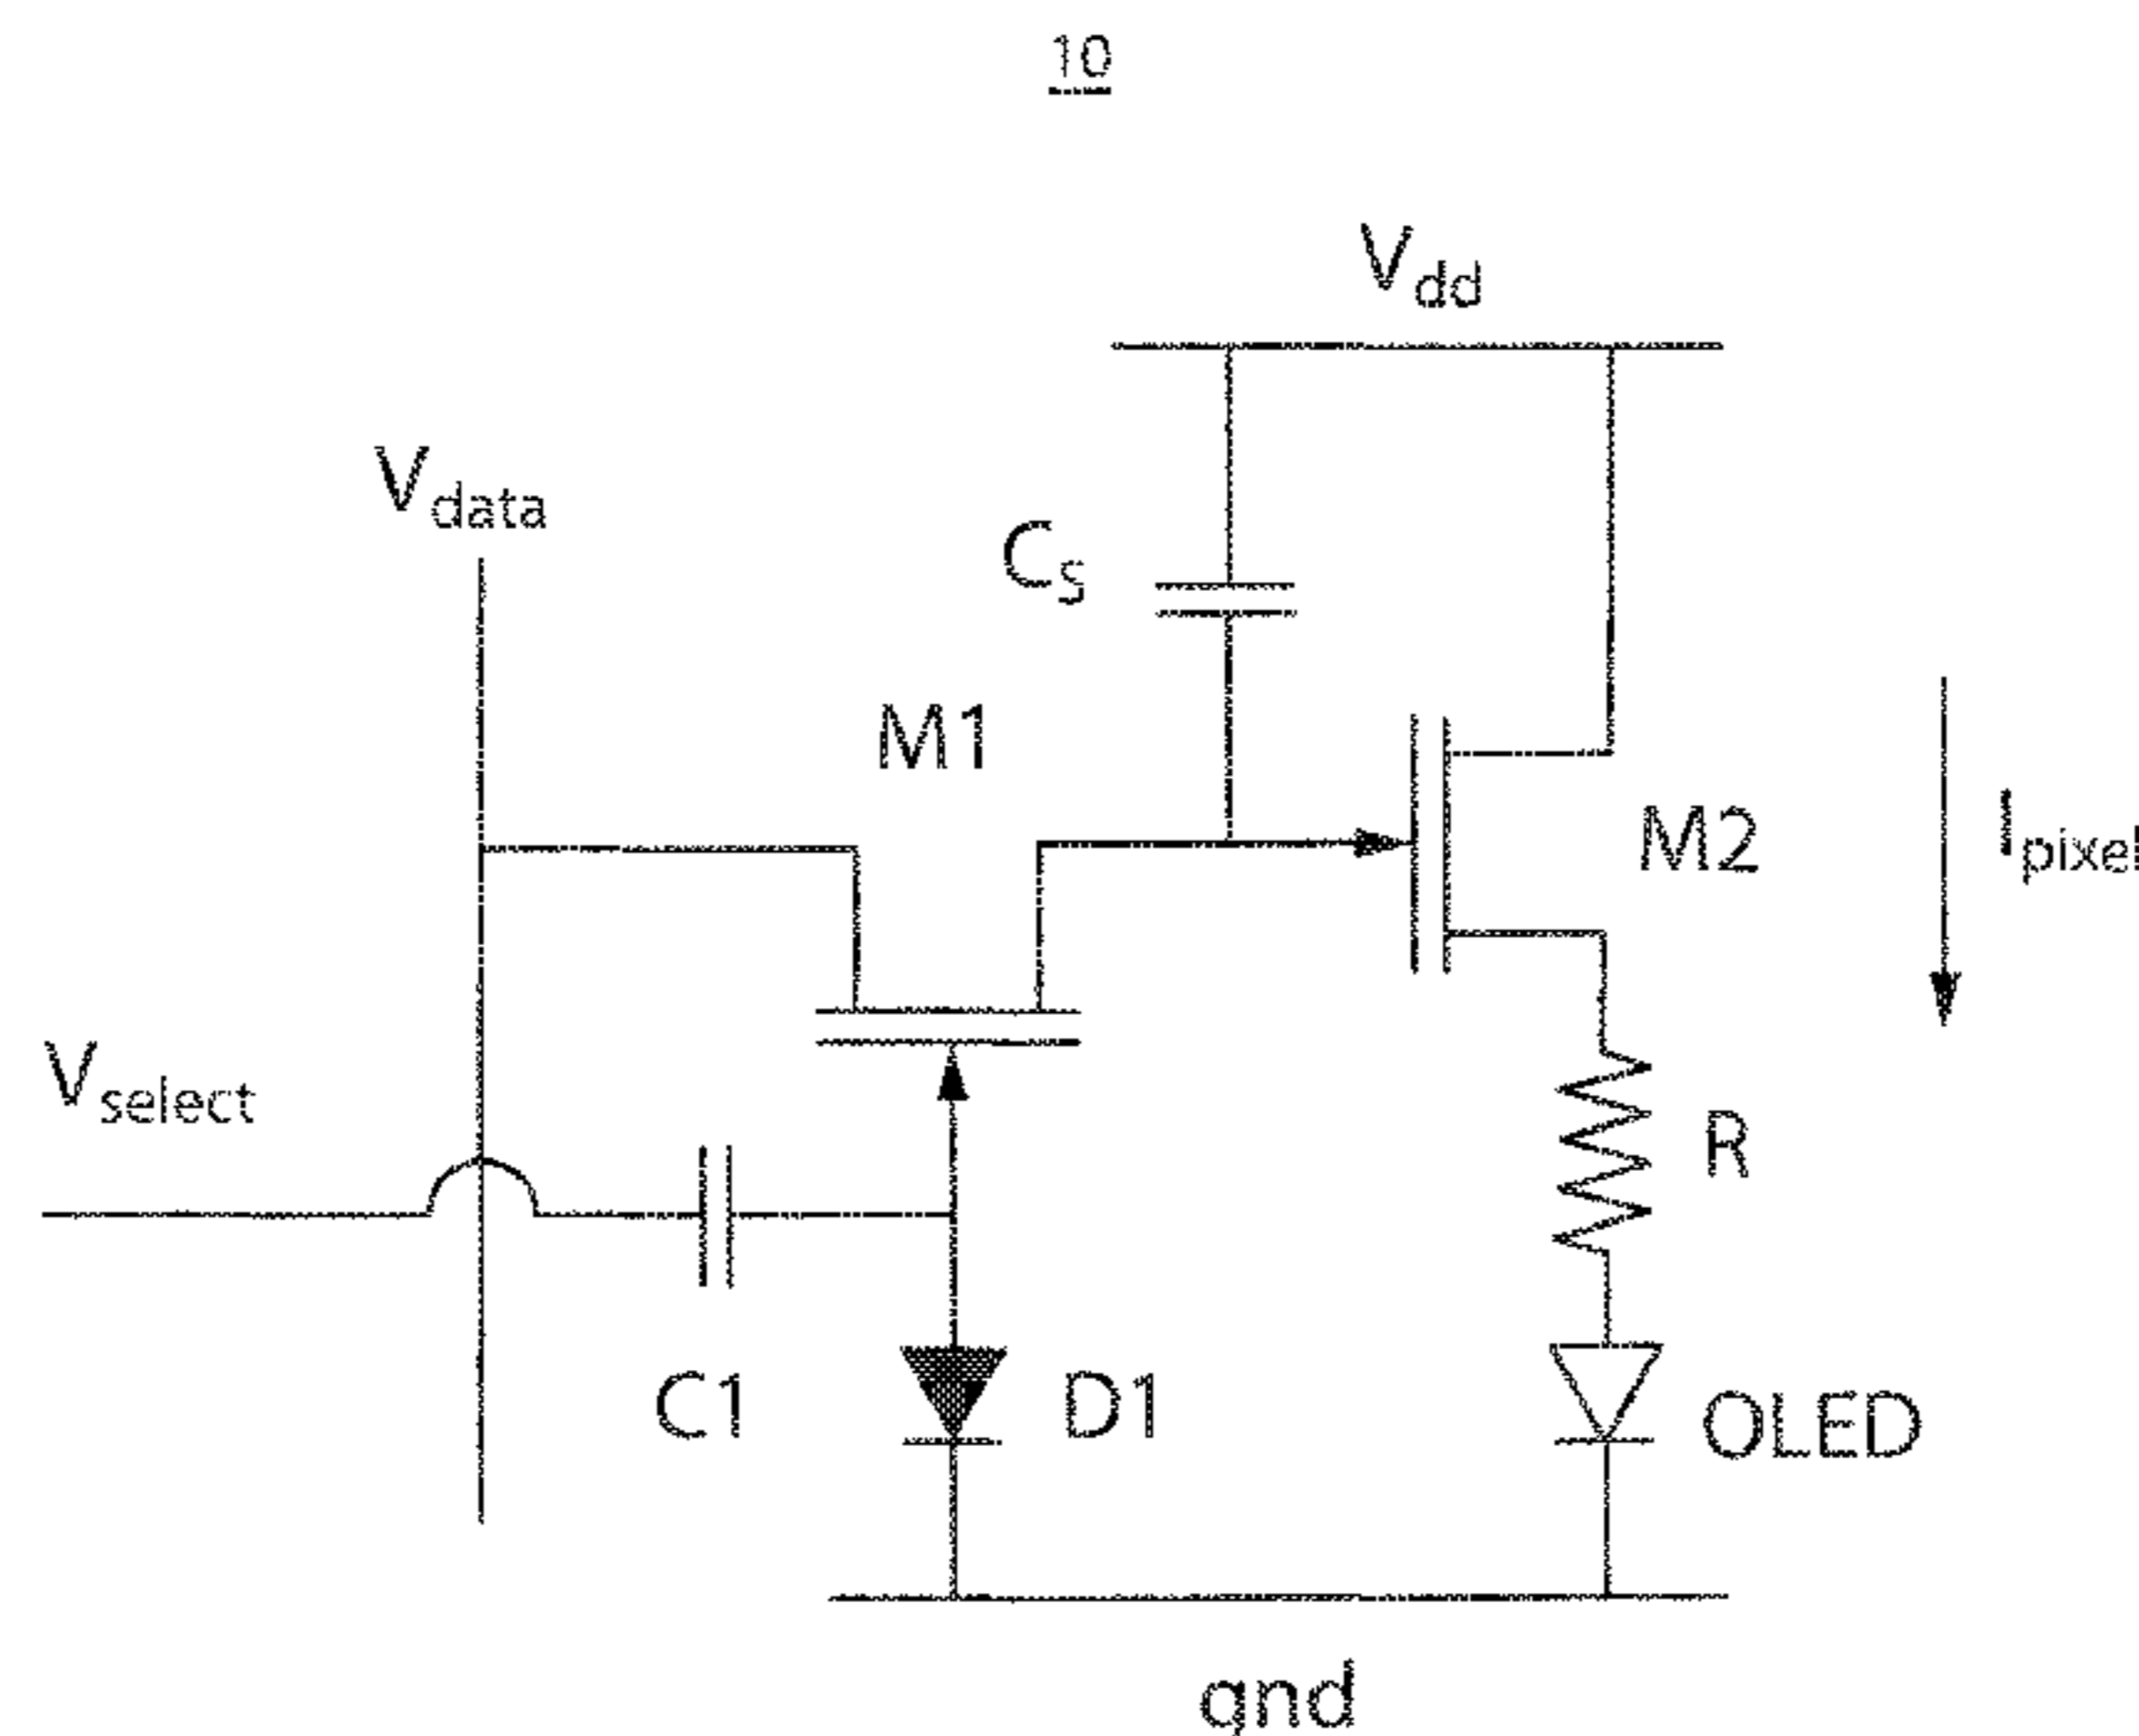 10
Vdd
Vdata
CS
M1
M2
Ipixel
Vselect
R
C1
D1
OLED
gnd